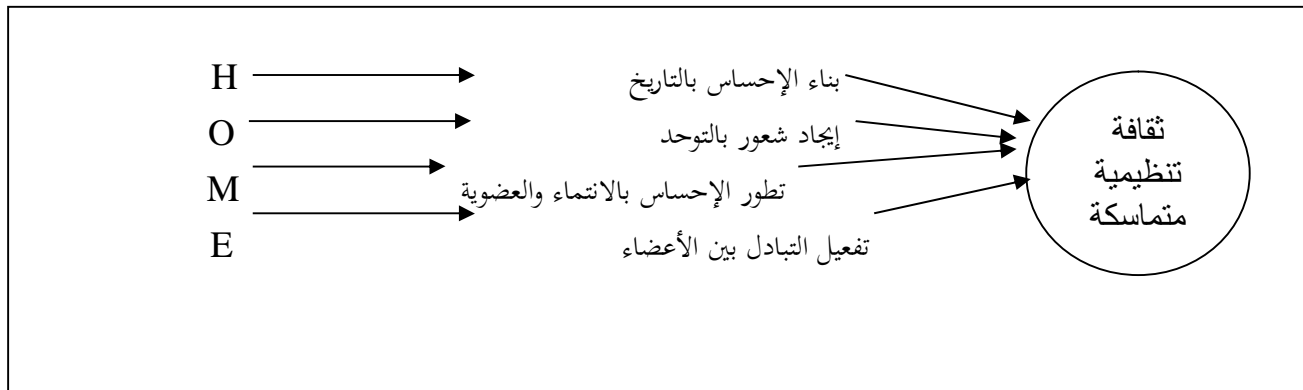 H
بناء الإحساس بالتاريخ
O
إيجاد شعور بالتوحد
M
تطور الإحساس بالانتماء والعضوية
E
تفعيل التبادل بين الأعضاء
ثقافة
تنظيمية
متماسكة